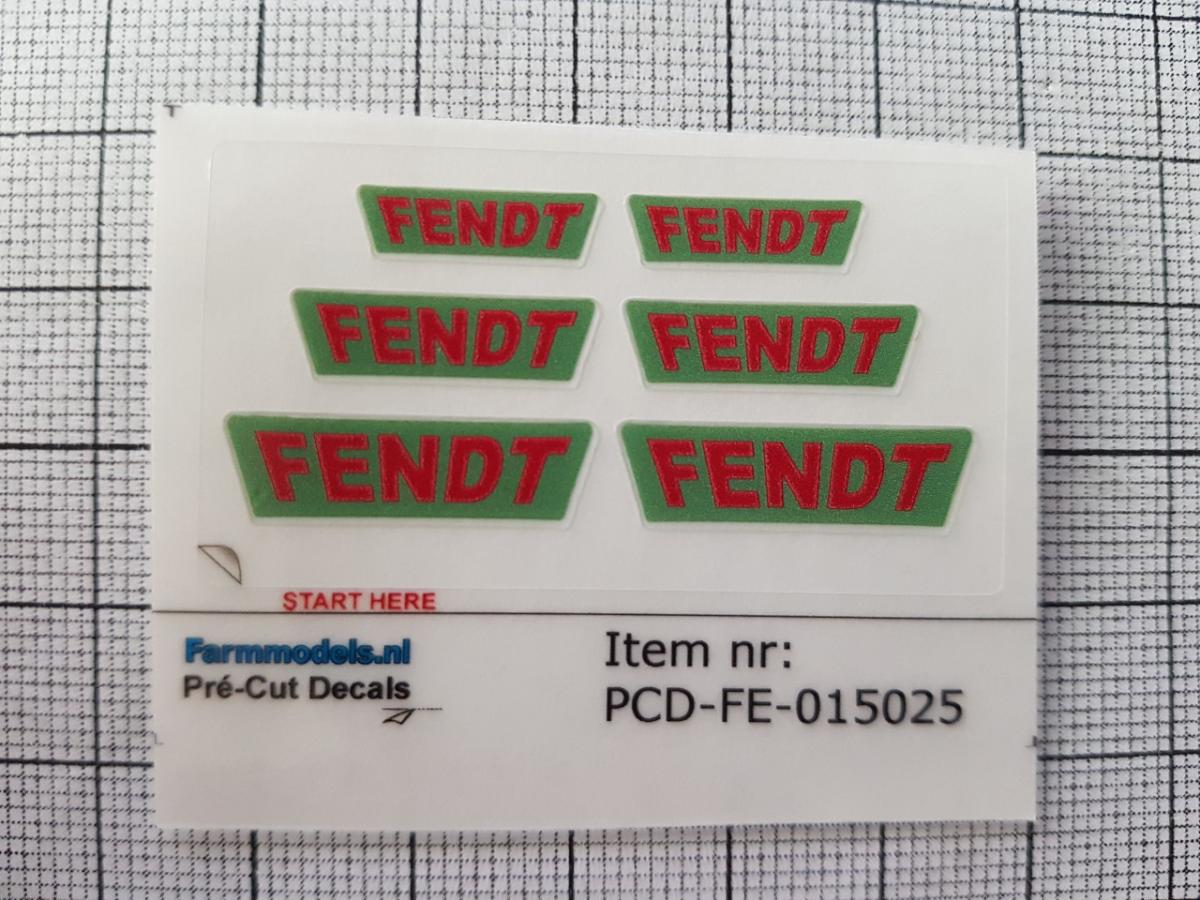 FENDT FENDT
FENDT FENDT
FENDT FENDT
START HERE
Farmmodels.nl
Pré-Cut Decals
Item nr:
PCD-FE-015025